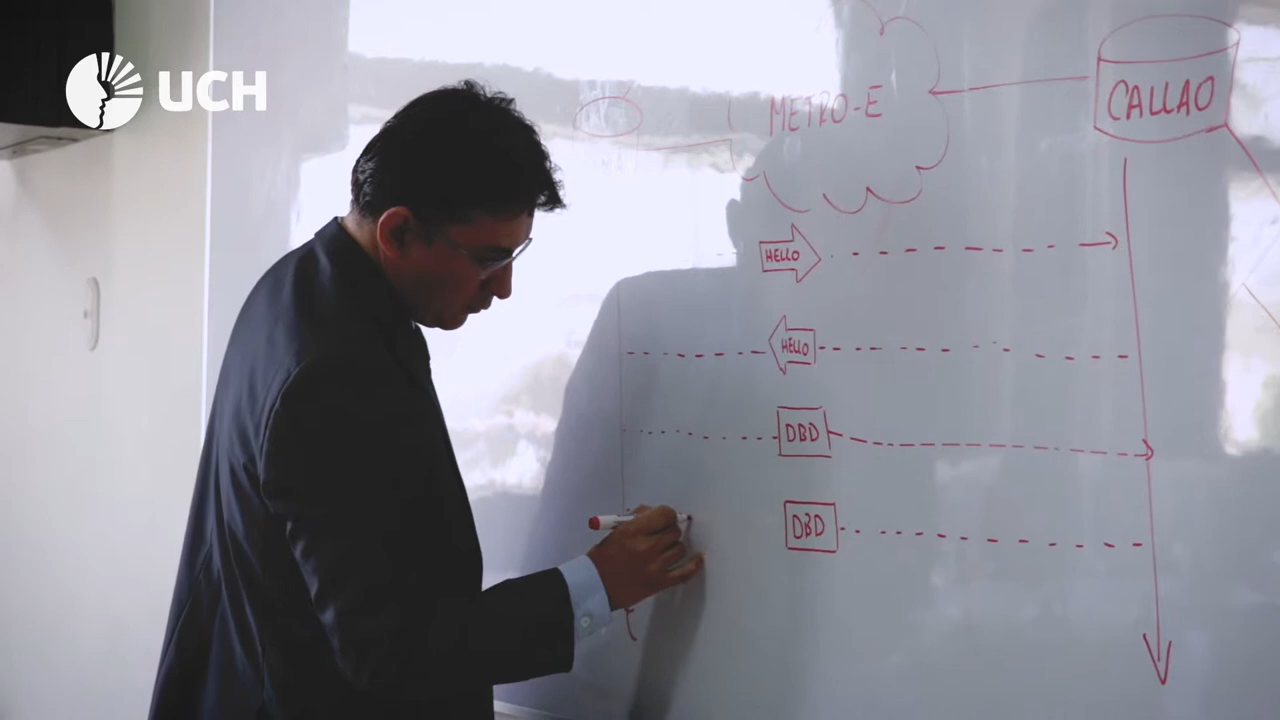 UCH
METRO-E
CALLAO
HELLO
HELLO
DBD
DBD